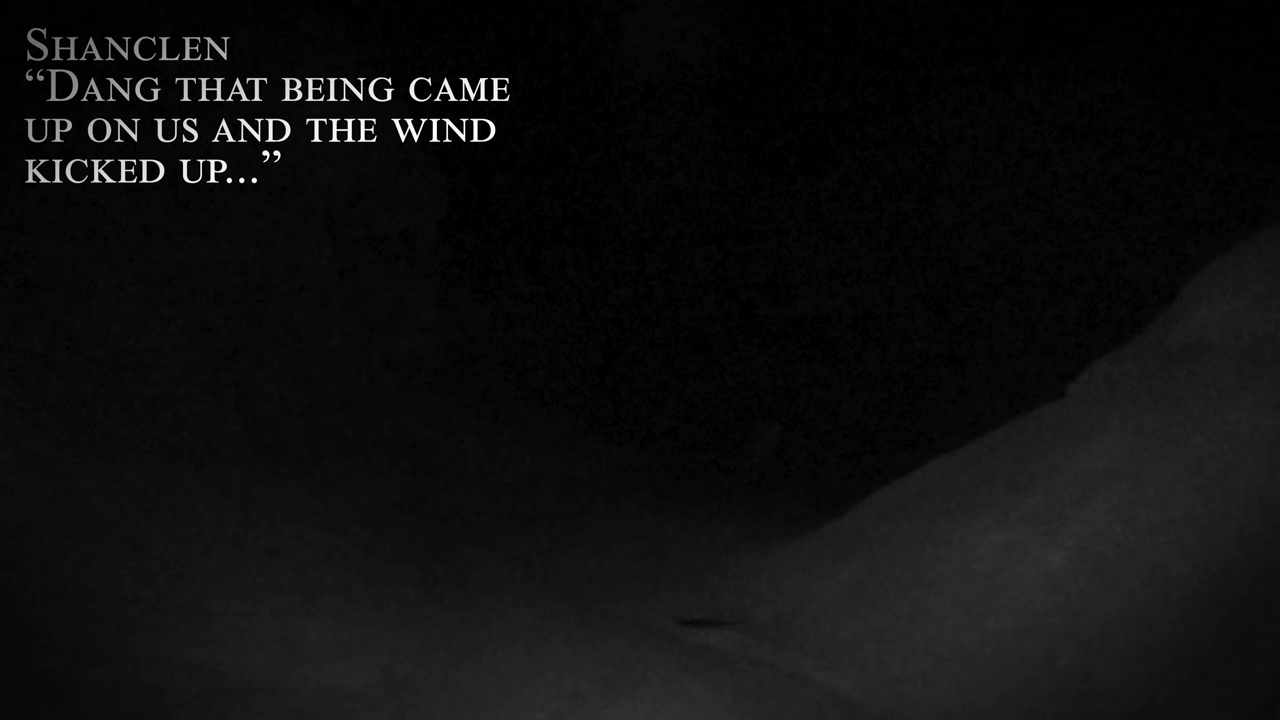 Shanclen
“Dang that being came
up on us and the wind
kicked up...”